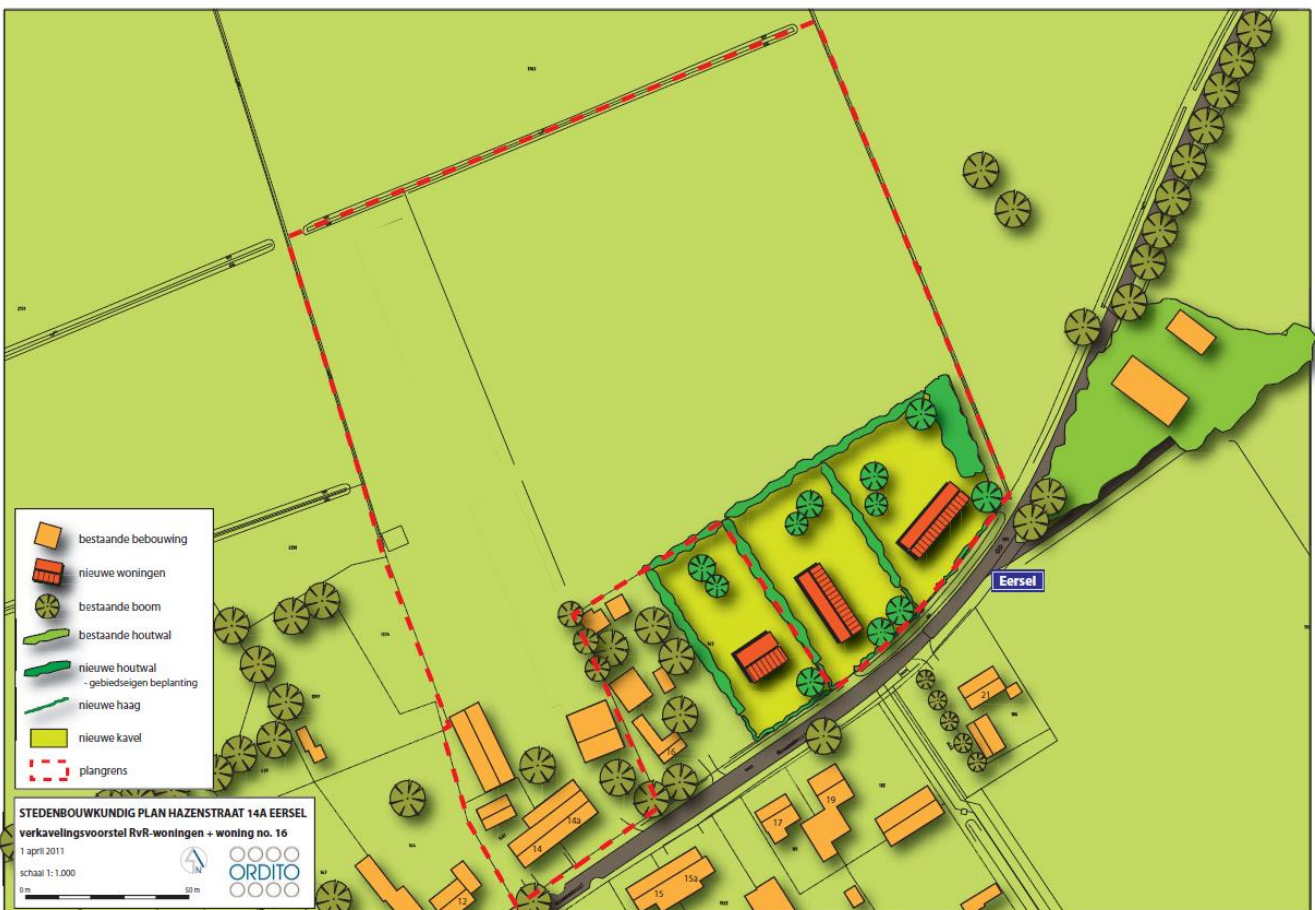 Eersel
bestaande bebouwing
nieuwe woningen
bestaande boom
bestaande houtwal
nieuwe houtwal
- gebiedseigen beplanting
nieuwe haag
nieuwe kavel
plangrens
21
16
19
17
14a
14
15a
15
12
STEDENBOUWKUNDIG PLAN HAZENSTRAAT 14A EERSEL
verkavelingsvoorstel RvR-woningen + woning no. 16
1 april 2011
schaal 1: 1.000
N
ORDITO
0 m
50 m